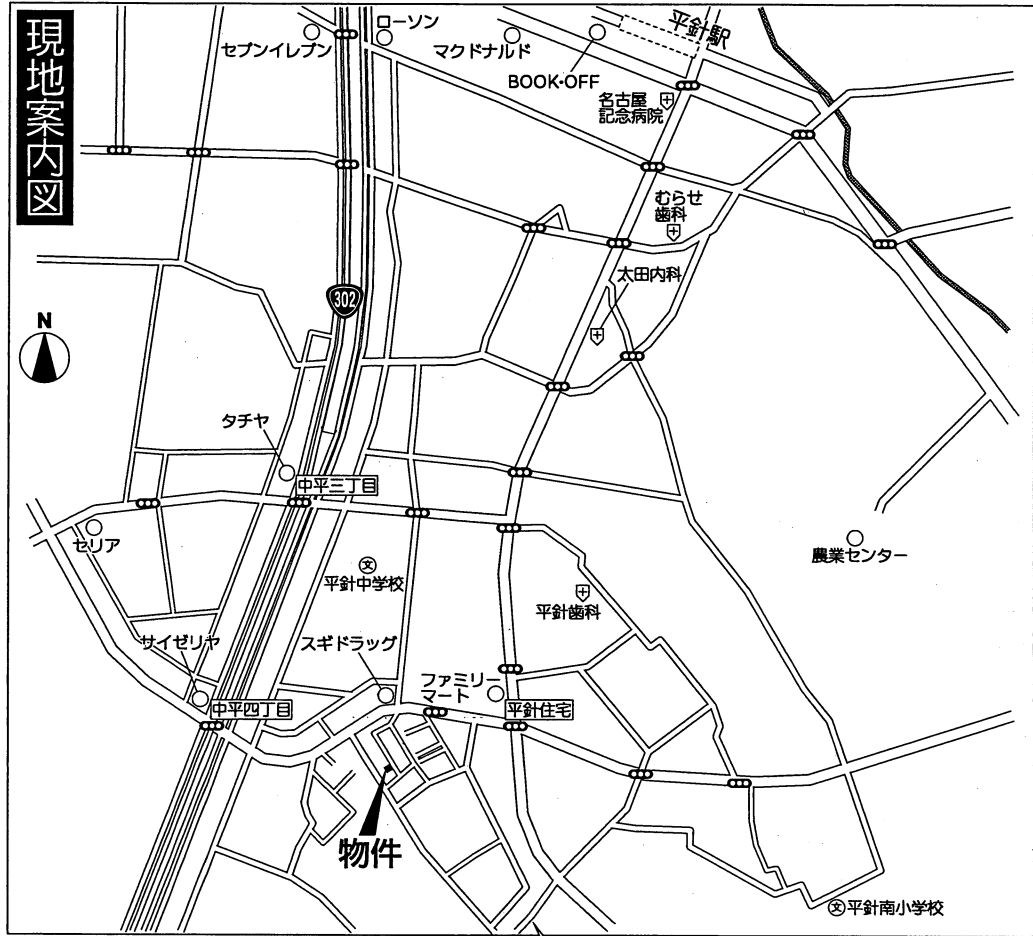 現地案内図
セブンイレブン
ローソン
マクドナルド
BOOK・OFF
平針駅
名古屋
記念病院
むらせ
歯科
太田内科
302
N
タチヤ
中平三丁目
セリア
平針中学校
文
農業センター
平針歯科
サイゼリヤ
スギドラッグ
ファミリー
マート
中平四丁目
平針住宅
物件
文
平針南小学校